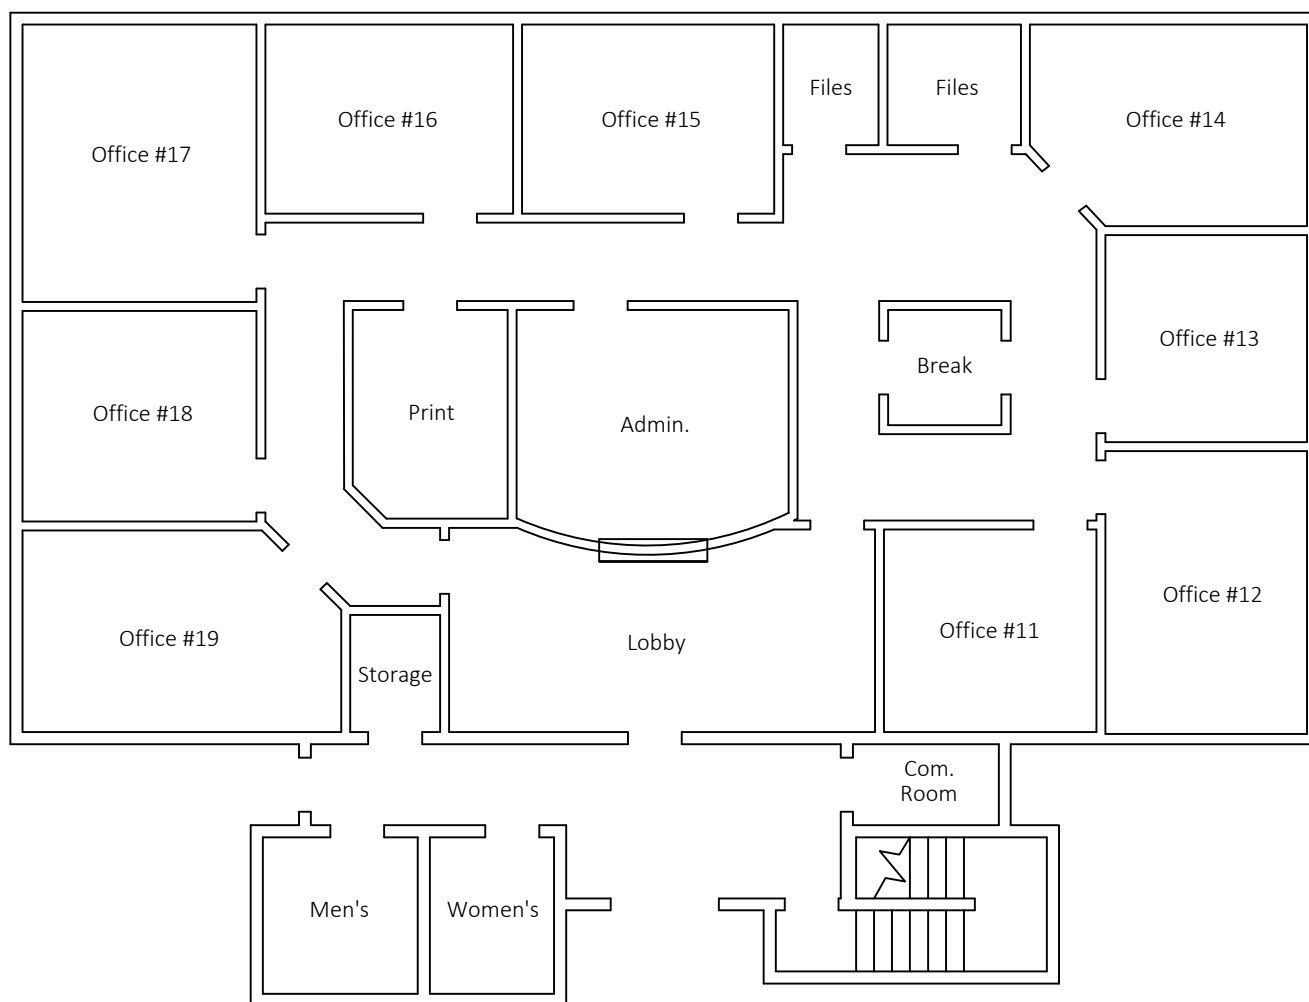 Files
Files
Office #16
Office #15
Office #14
Office #17
Office #13
Break
Office #18
Print
Admin.
Office #12
Office #19
Lobby
Office #11
Storage
Com.
Room
Men's
Women's